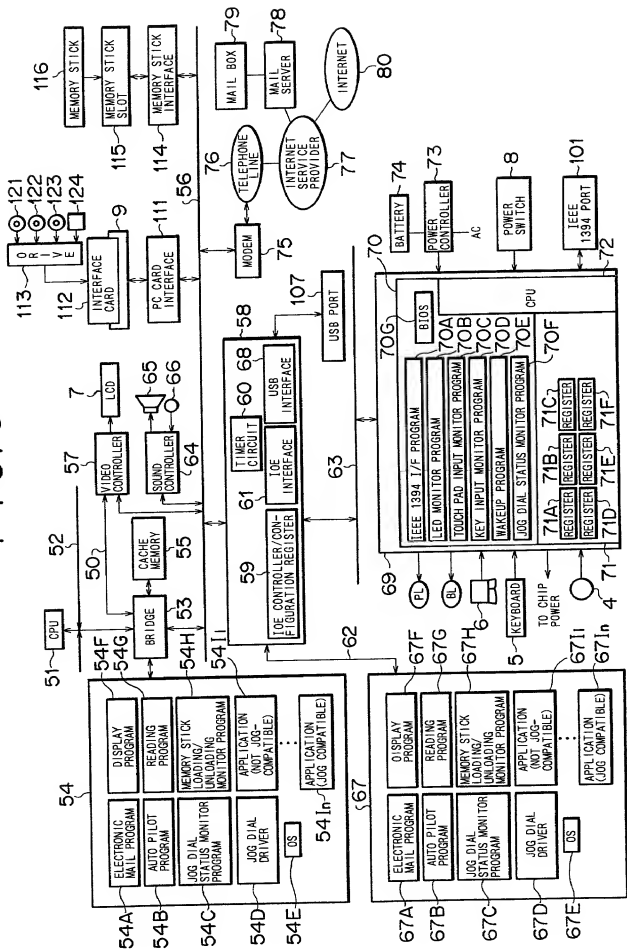 51
CPU
52
50
BRIDGE
53
CACHE
MEMORY
55
57
VIDEO
CONTROLLER
7
LCD
65
66
SOUND
CONTROLLER
64
113
ORIVE
121
122
123
124
112
INTERFACE
CARD
9
PC CARD
INTERFACE
111
116
MEMORY STICK
115
MEMORY STICK
SLOT
114
MEMORY STICK
INTERFACE
56
79
MAIL BOX
78
MAIL
SERVER
76
TELEPHONE
LINE
77
INTERNET
SERVICE
PROVIDER
80
INTERNET
75
MODEM
54
54A
ELECTRONIC
MAIL PROGRAM
54B
AUTO PILOT
PROGRAM
54C
JOG DIAL
STATUS MONITOR
PROGRAM
54D
JOG DIAL
DRIVER
54E
OS
54F
DISPLAY
PROGRAM
54G
READING
PROGRAM
54H
MEMORY STICK
LOADING/
UNLOADING
MONITOR PROGRAM
54I1
APPLICATION
(NOT JOG-
COMPATIBLE)
54In
APPLICATION
(JOG COMPATIBLE)
58
59
IOE CONTROLLER/CON-
FIGURATION REGISTER
60
TIMER
CIRCUIT
61
IOE
INTERFACE
68
USB
INTERFACE
107
USB PORT
62
63
67
67A
ELECTRONIC
MAIL PROGRAM
67B
AUTO PILOT
PROGRAM
67C
JOG DIAL
STATUS MONITOR
PROGRAM
67D
JOG DIAL
DRIVER
67E
OS
67F
DISPLAY
PROGRAM
67G
READING
PROGRAM
67H
MEMORY STICK
LOADING/
UNLOADING
MONITOR PROGRAM
67I1
APPLICATION
(NOT JOG-
COMPATIBLE)
67In
APPLICATION
(JOG COMPATIBLE)
69
PL
BL
6
5
KEYBOARD
TO CHIP
POWER
4
70
70G
BIOS
IEEE 1394 I/F PROGRAM
70A
LED MONITOR PROGRAM
70B
TOUCH PAD INPUT MONITOR PROGRAM
70C
KEY INPUT MONITOR PROGRAM
70D
WAKEUP PROGRAM
70E
JOG DIAL STATUS MONITOR PROGRAM
70F
71
71A
REGISTER
71B
REGISTER
71C
REGISTER
71D
REGISTER
71E
REGISTER
71F
REGISTER
72
CPU
74
BATTERY
73
POWER
CONTROLLER
AC
8
POWER
SWITCH
101
IEEE
1394 PORT